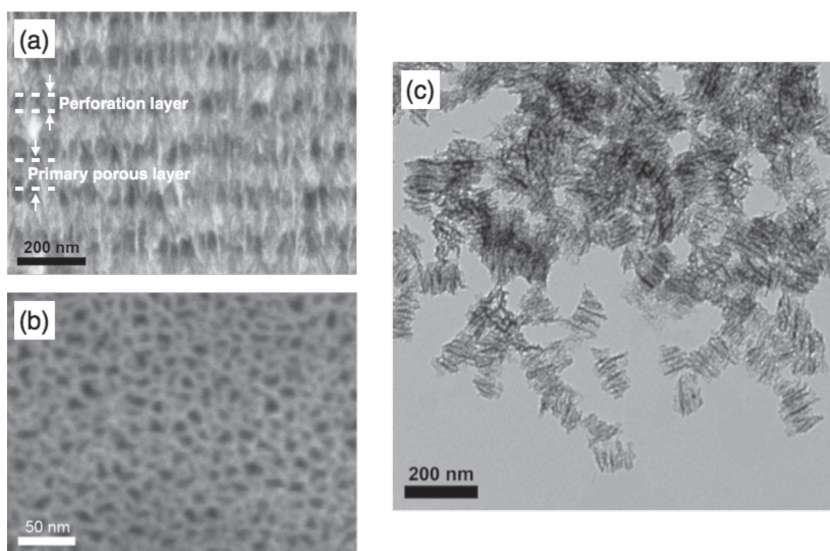 (a)
Perforation layer
Primary porous layer
200 nm
(b)
50 nm
(c)
200 nm